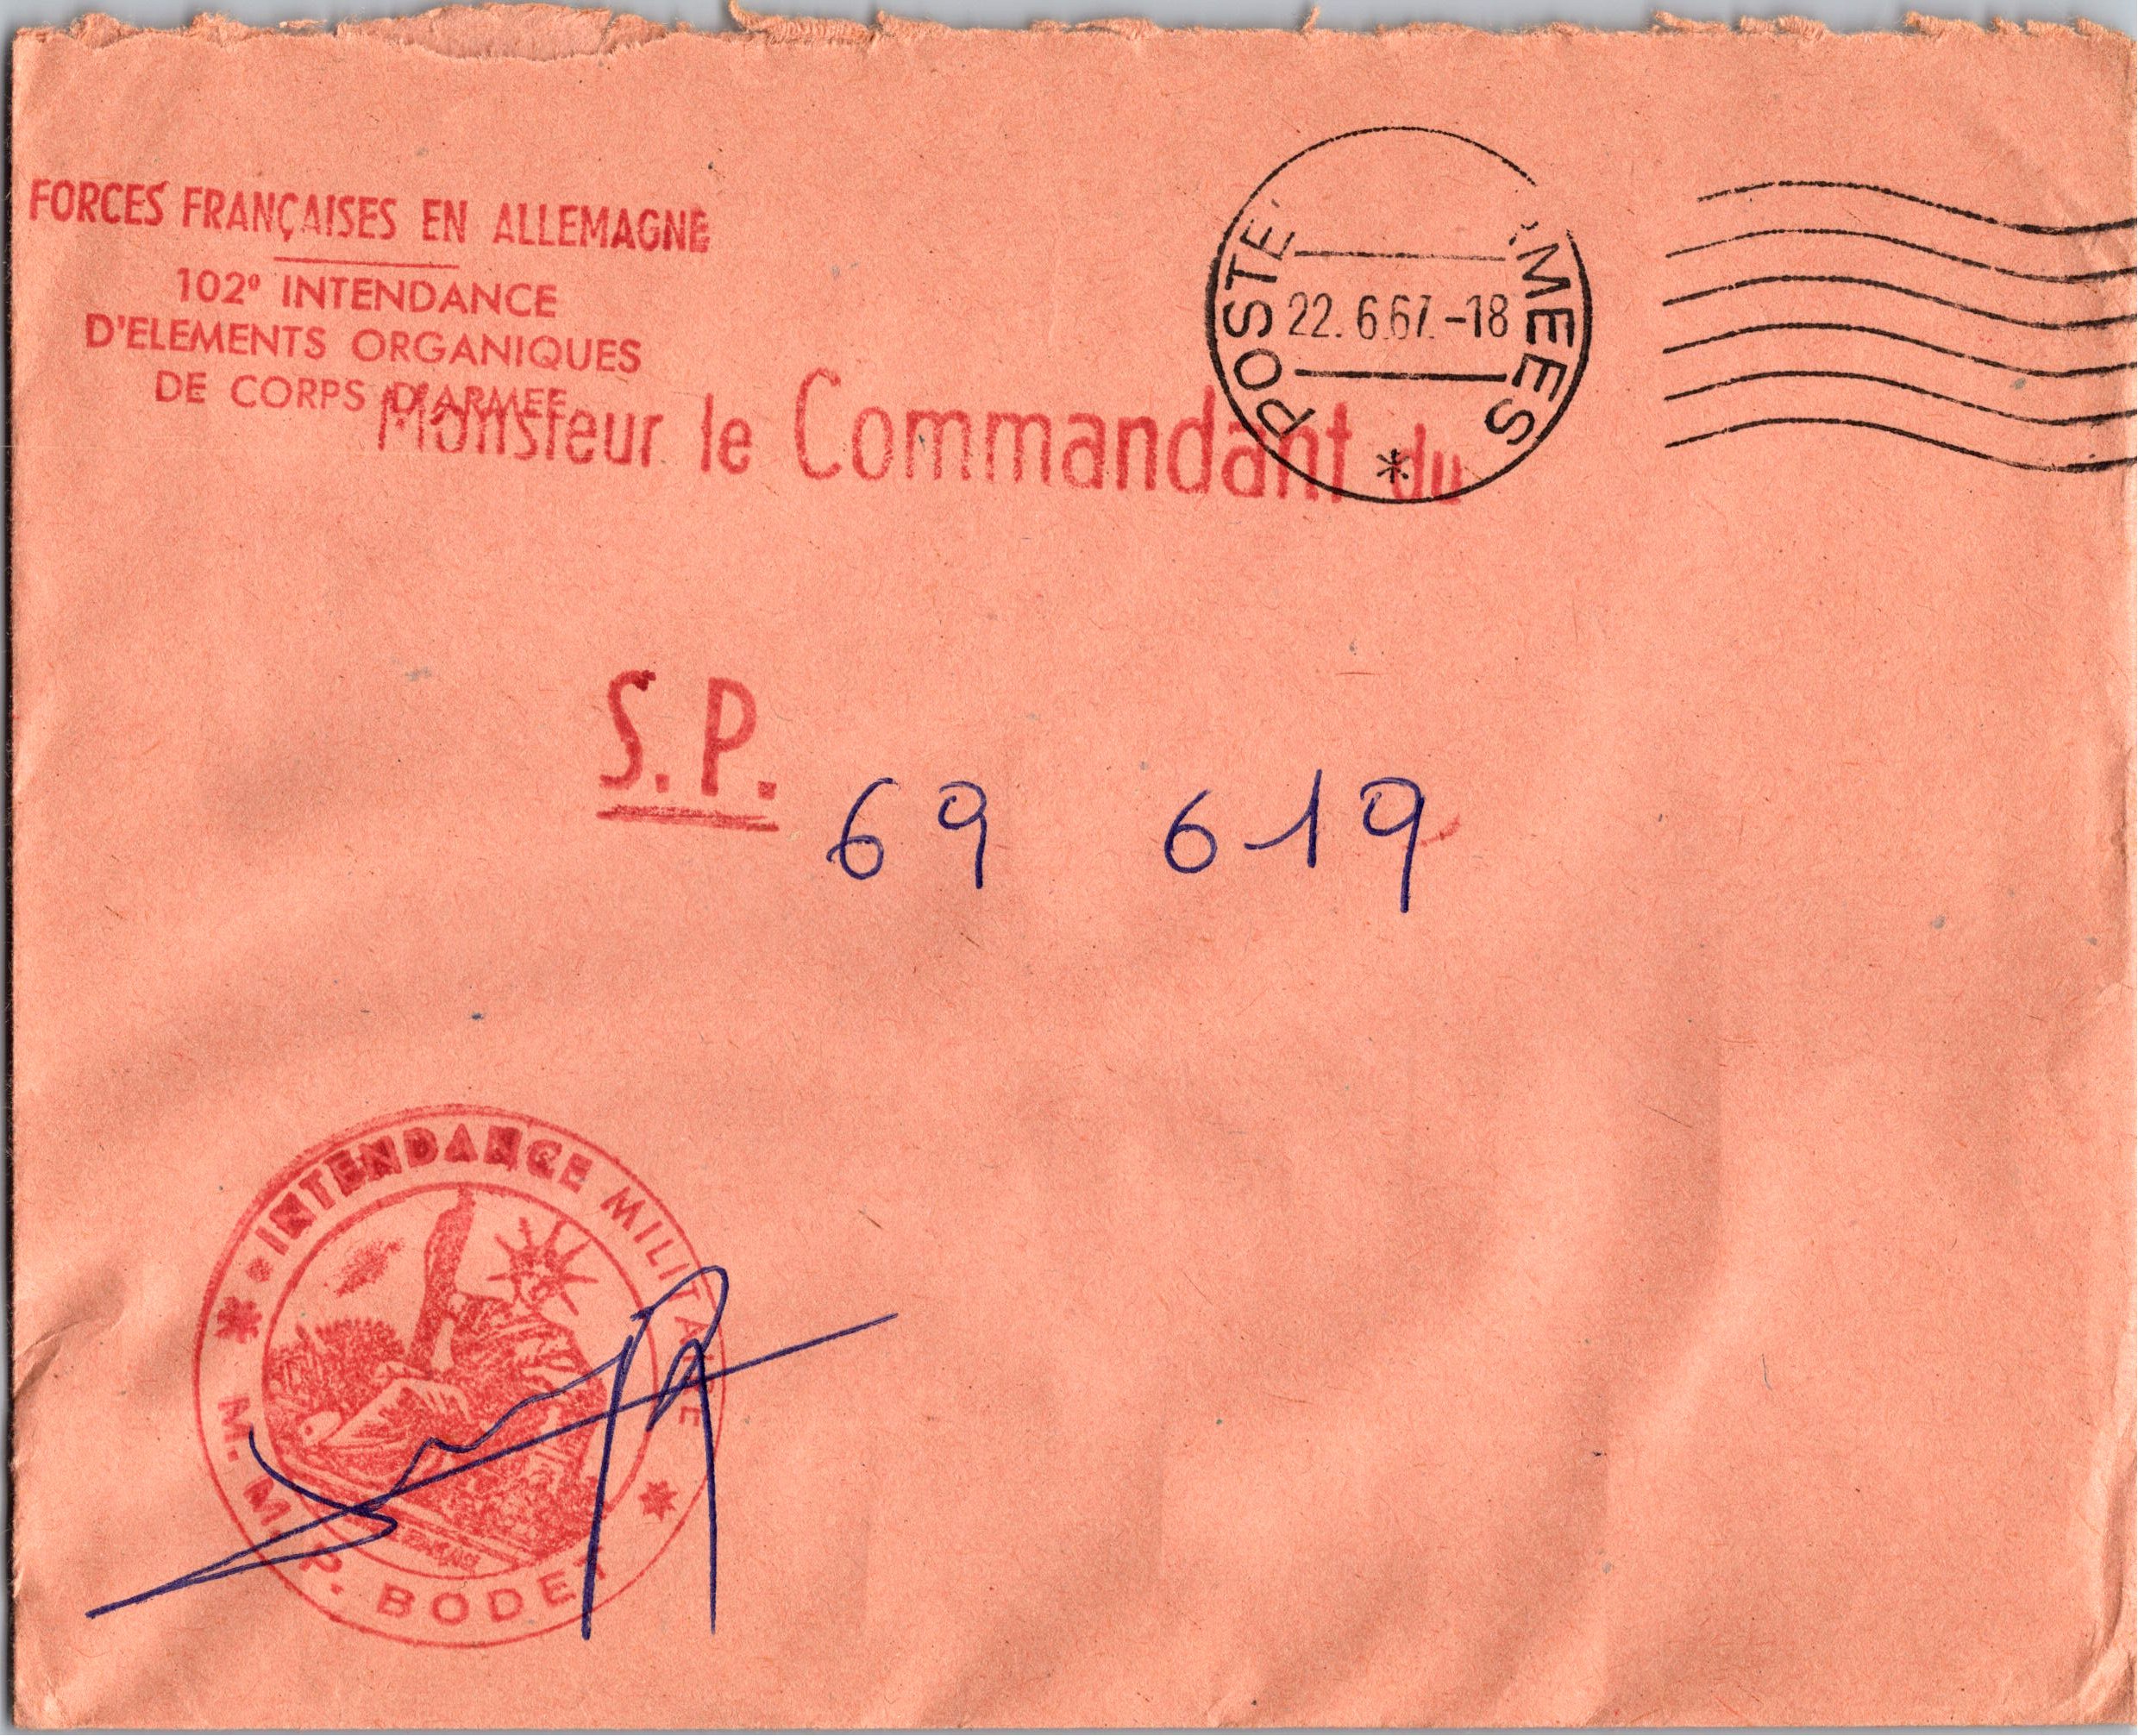 FORCES FRANÇAISES EN ALLEMAGNE
102e INTENDANCE
D'ELEMENTS ORGANIQUES
DE CORPS D'ARMEE
POSTE MEES
22.6.67.-18
*
Monsieur le Commandant du
S.P. 69 619
INTENDANCE MILITAIRE
M. M. P. BODET